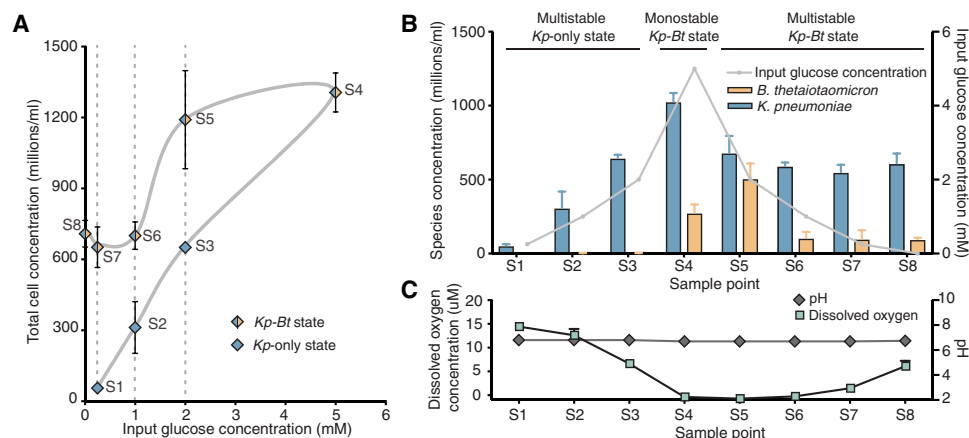 A
Total cell concentration (millions/ml)
1500
1200
900
600
300
0
S8
S7
S6
S5
S4
S3
S2
S1
Kp-Bt state
Kp-only state
0 1 2 3 4 5 6
Input glucose concentration (mM)
B
Multistable
Kp-only state
Monostable
Kp-Bt state
Multistable
Kp-Bt state
Species concentration (millions/ml)
1500
1000
500
0
Input glucose concentration
B. thetaiotaomicron
K. pneumoniae
6
4
2
0
Input glucose concentration (mM)
S1 S2 S3 S4 S5 S6 S7 S8
Sample point
C
pH
Dissolved oxygen
Dissolved oxygen
concentration (uM)
20
15
10
5
0
10
8
6
4
2
pH
S1 S2 S3 S4 S5 S6 S7 S8
Sample point